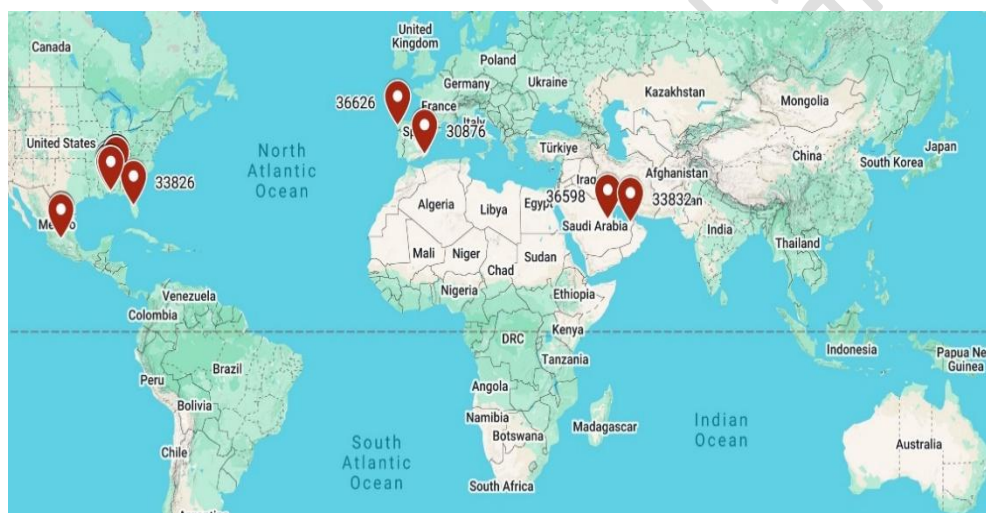 Canada
United
Kingdom
Poland
Germany
Ukraine
Kazakhstan
Mongolia
36626
France
30876
United States
North
Atlantic
Ocean
Türkiye
China
Japan
South Korea
33826
Iraq
Afghanistan
36598
33832
Algeria
Libya
Egypt
Saudi Arabia
India
Mali
Niger
Chad
Sudan
Thailand
Nigeria
Ethiopia
Venezuela
Colombia
Kenya
DRC
Tanzania
Indonesia
Papua Ne
Guinea
Peru
Brazil
Bolivia
Angola
Namibia
Botswana
Madagascar
Indian
Ocean
Chile
South
Atlantic
Ocean
Australia
South Africa